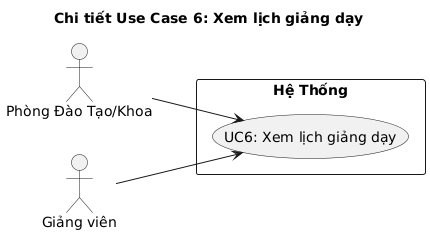 Chi tiết Use Case 6: Xem lịch giảng dạy
Phòng Đào Tạo/Khoa
Hệ Thống
UC6: Xem lịch giảng dạy
Giảng viên